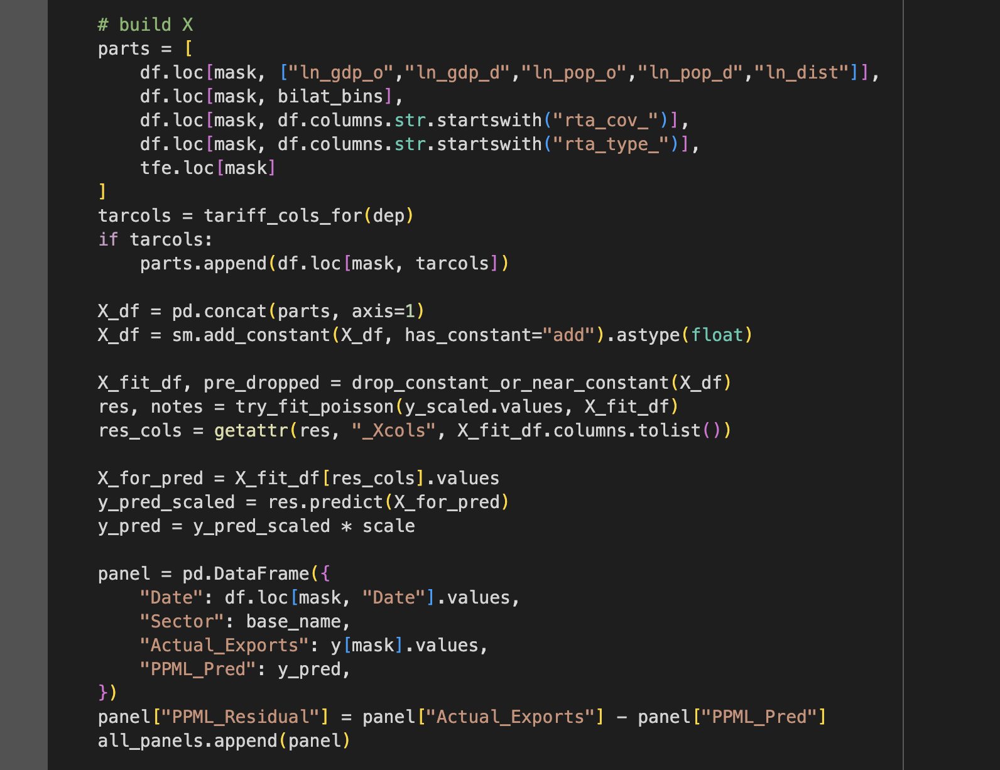 # build X
parts = [
    df.loc[mask, ["ln_gdp_o","ln_gdp_d","ln_pop_o","ln_pop_d","ln_dist"]],
    df.loc[mask, bilat_bins],
    df.loc[mask, df.columns.str.startswith("rta_cov_")],
    df.loc[mask, df.columns.str.startswith("rta_type_")],
    tfe.loc[mask]
]
tarcols = tariff_cols_for(dep)
if tarcols:
    parts.append(df.loc[mask, tarcols])

X_df = pd.concat(parts, axis=1)
X_df = sm.add_constant(X_df, has_constant="add").astype(float)

X_fit_df, pre_dropped = drop_constant_or_near_constant(X_df)
res, notes = try_fit_poisson(y_scaled.values, X_fit_df)
res_cols = getattr(res, "_Xcols", X_fit_df.columns.tolist())

X_for_pred = X_fit_df[res_cols].values
y_pred_scaled = res.predict(X_for_pred)
y_pred = y_pred_scaled * scale

panel = pd.DataFrame({
    "Date": df.loc[mask, "Date"].values,
    "Sector": base_name,
    "Actual_Exports": y[mask].values,
    "PPML_Pred": y_pred,
})
panel["PPML_Residual"] = panel["Actual_Exports"] - panel["PPML_Pred"]
all_panels.append(panel)